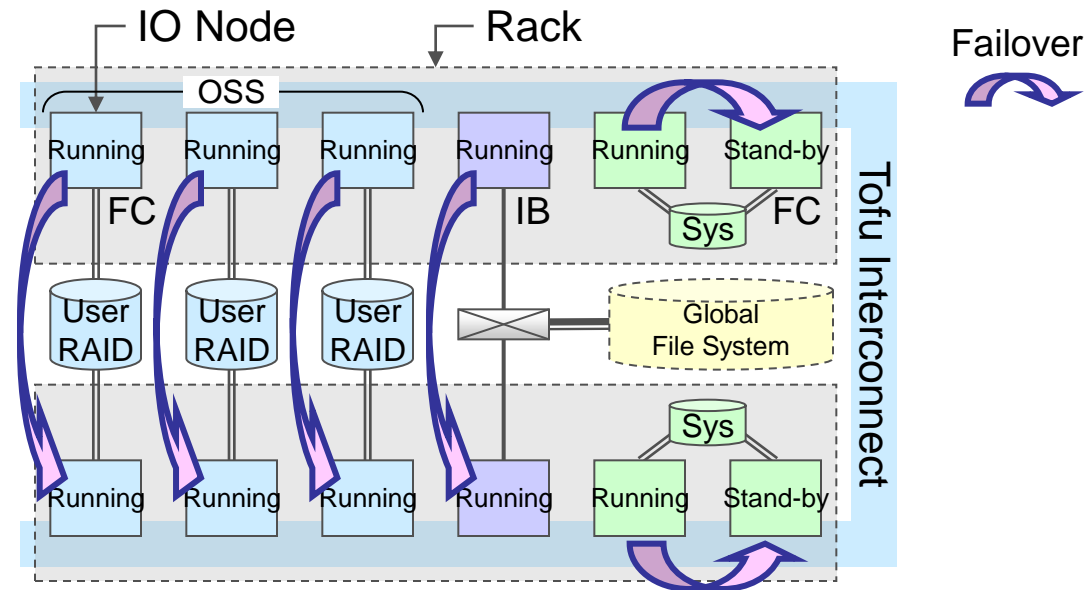 IO Node
Rack
Failover
OSS
Running
Running
Running
Running
Running
Stand-by
FC
IB
FC
Sys
Tofu Interconnect
User
RAID
User
RAID
User
RAID
Global
File System
Sys
Running
Running
Running
Running
Running
Stand-by